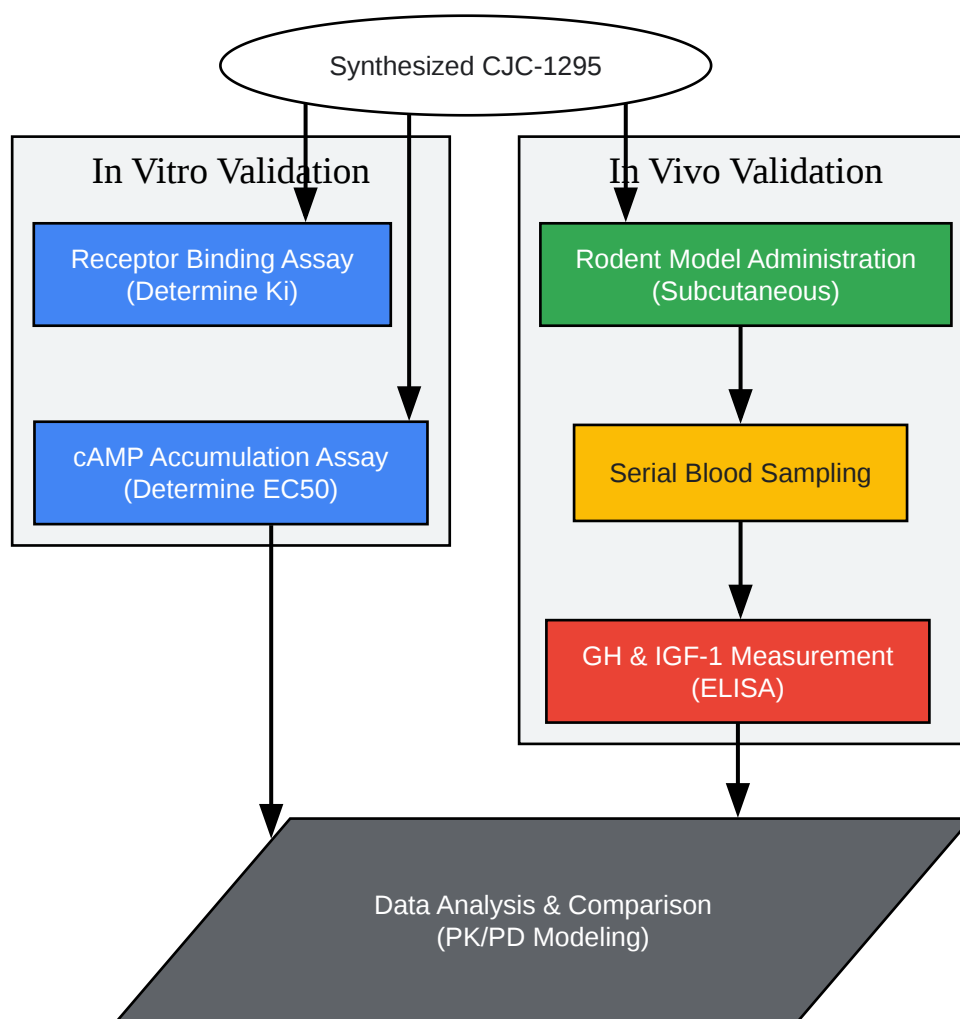 Synthesized CJC-1295
In Vitro Validation
Receptor Binding Assay
(Determine Ki)
cAMP Accumulation Assay
(Determine EC50)
In Vivo Validation
Rodent Model Administration
(Subcutaneous)
Serial Blood Sampling
GH & IGF-1 Measurement
(ELISA)
Data Analysis & Comparison
(PK/PD Modeling)